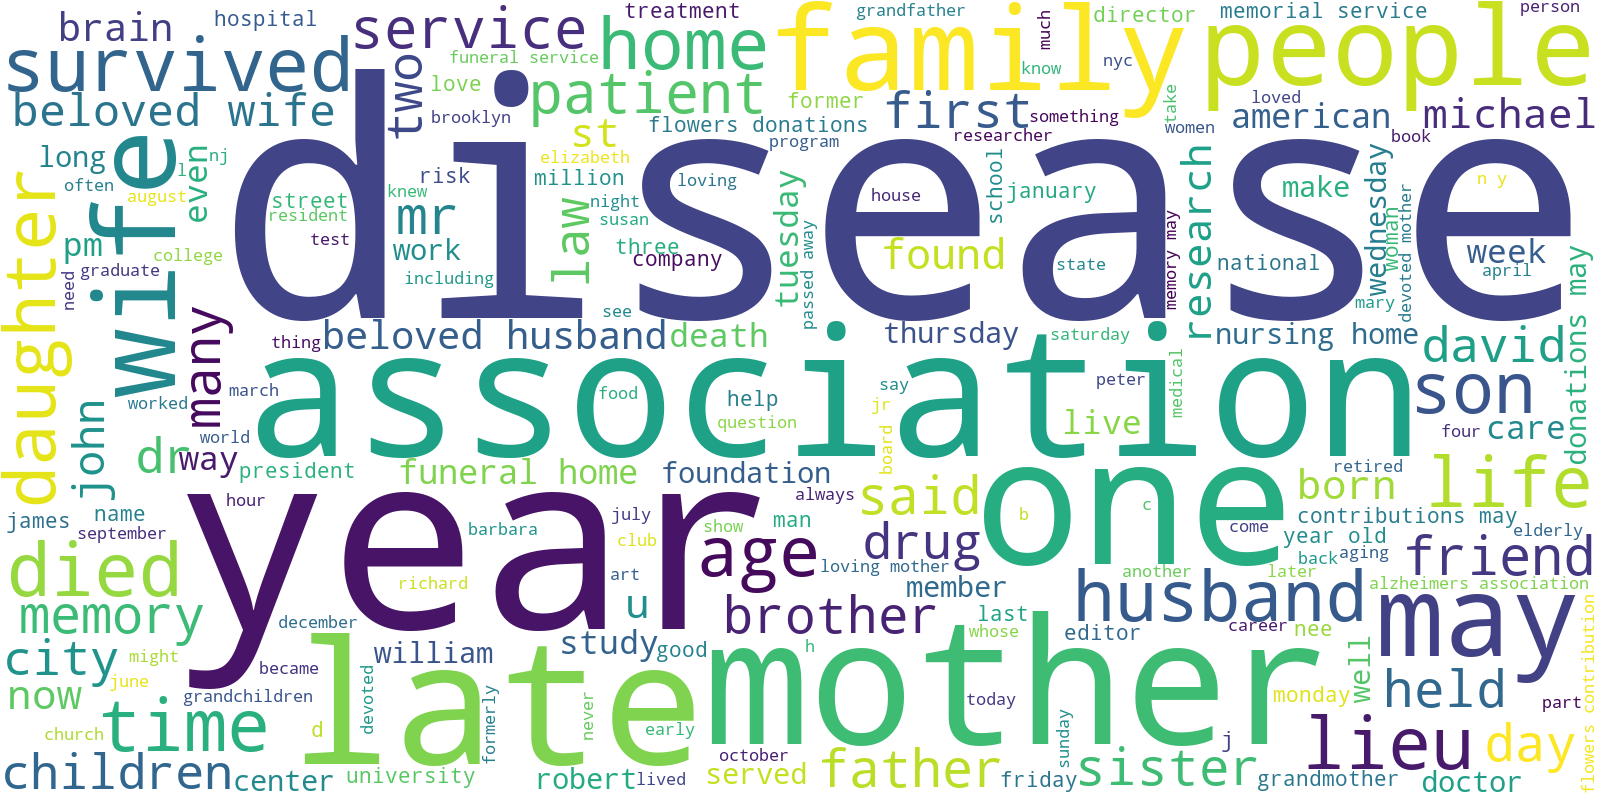 brain
hospital
service
treatment
home
grandfather
family
much
director
memorial service
people
person
survived
funeral service
love
two
patient
know
nyc
loved
take
beloved wife
wife
brooklyn
st
flowers donations
former
first
researcher
something
program
women
american
book
michael
long
l
nj
even
often
august
street
resident
risk
knew
mr
elizabeth
million
loving
night
susan
disease
tuesday
house
school
january
research
make
wednesday
n y
woman
devoted mother
daughter
pm
graduate
college
need
test
work
including
law
three
company
passed away
found
state
memory may
national
week
april
mary
donations may
see
many
thing
beloved husband
death
thursday
saturday
nursing home
david
march
worked
john
association
food
help
question
say
jr
peter
live
medical
son
world
dr
way
president
funeral home
foundation
board
four
care
retired
hour
year
always
said
one
born
life
james
name
september
barbara
july
show
man
club
age
drug
b
c
come
contributions may
year old
elderly
back
aging
died
richard
art
loving mother
member
another
later
friend
alzheimers association
memory
december
u
brother
last
whose
husband
editor
career
nee
may
city
might
became
late
william
study
good
mother
h
well
now
june
grandchildren
d
devoted
formerly
never
early
today
monday
held
part
flowers contribution
church
time
october
sunday
j
lieu
day
children
center
university
robert
lived
served
father
friday
sister
grandmother
doctor